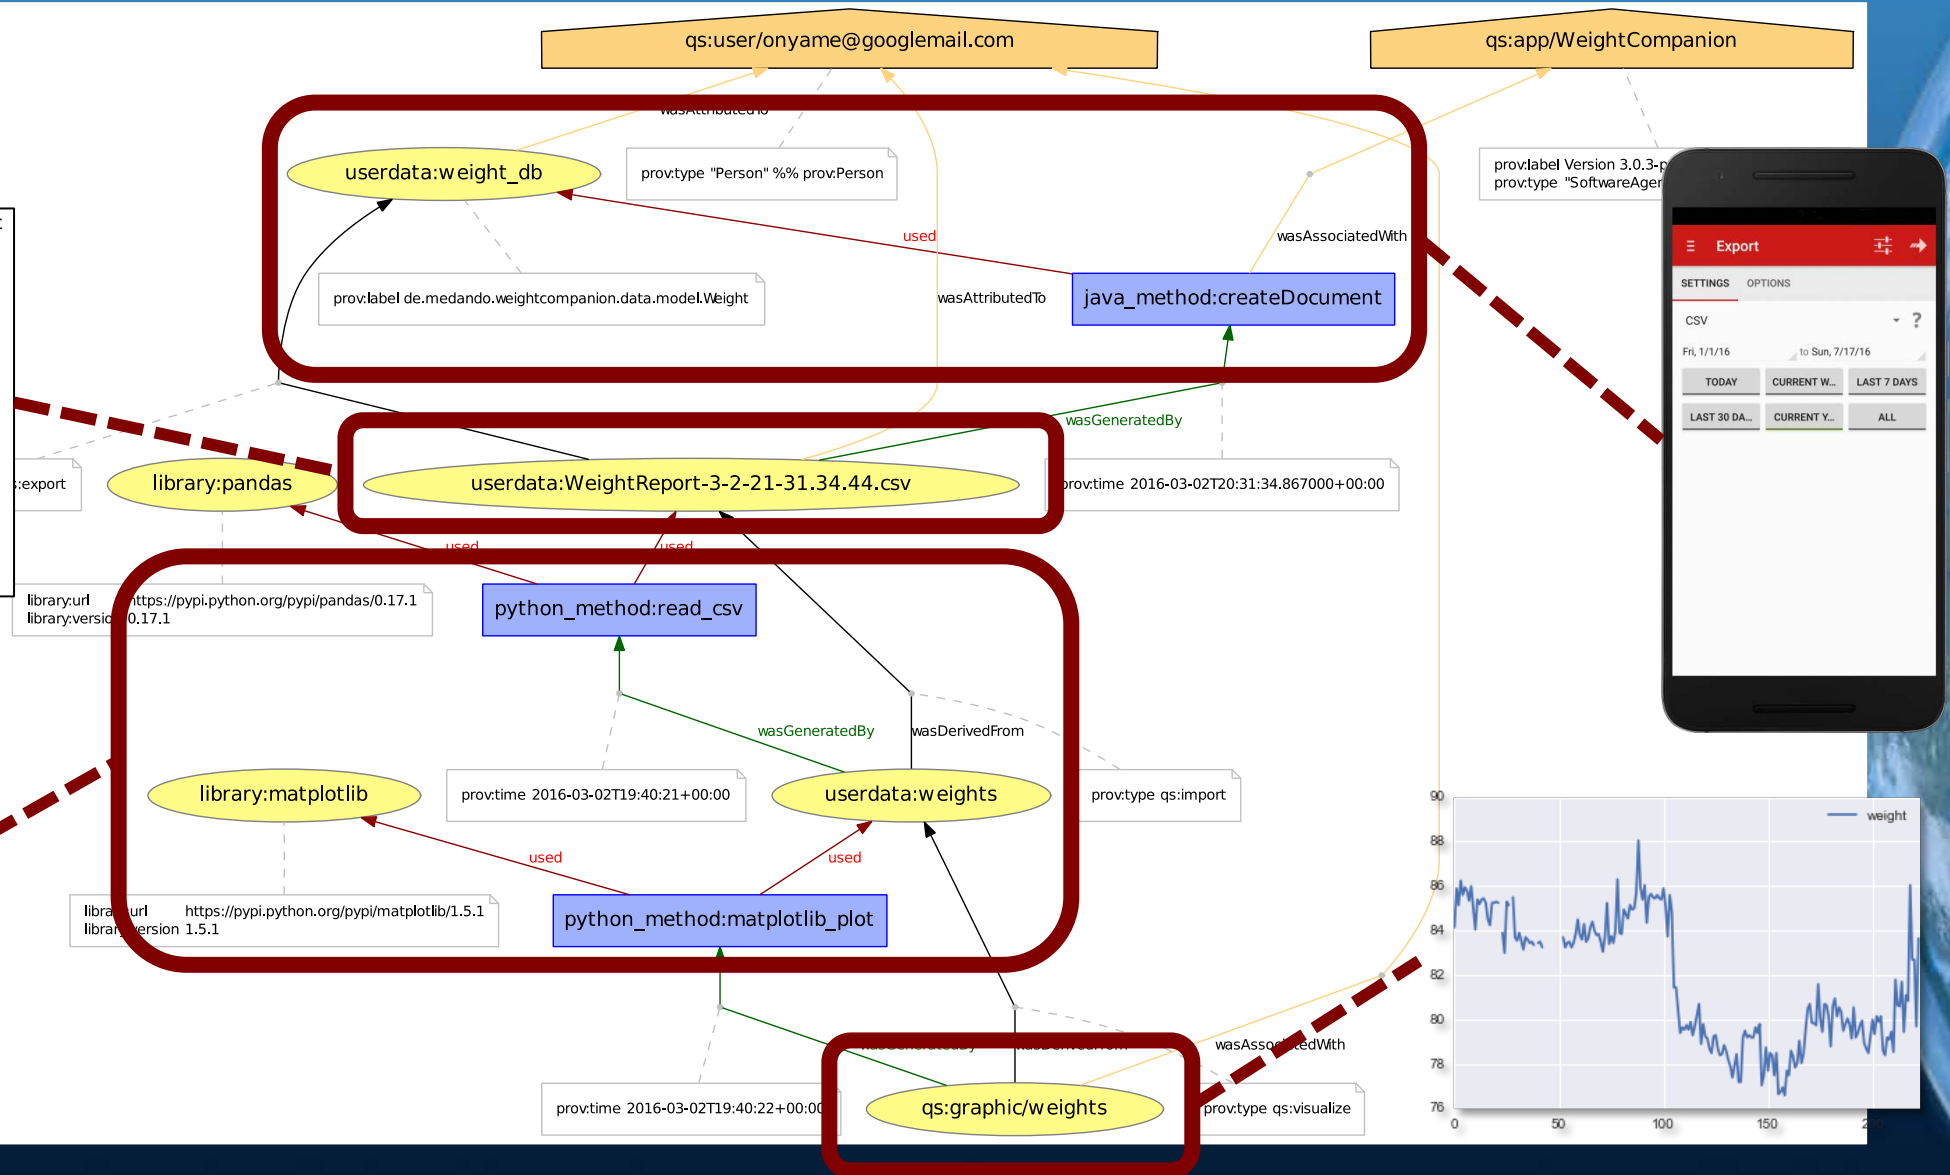 qs:user/onyame@googlemail.com
qs:app/WeightCompanion
wasAttributedTo
userdata:weight_db
prov:type "Person" %% prov:Person
prov:label Version 3.0.3-p
prov:type "SoftwareAgen
used
wasAssociatedWith
prov:label de.medando.weightcompanion.data.model.Weight
wasAttributedTo
java_method:createDocument
Export
SETTINGS OPTIONS
CSV ?
Fri, 1/1/16 to Sun, 7/17/16
TODAY CURRENT W... LAST 7 DAYS
LAST 30 DA... CURRENT Y... ALL
wasGeneratedBy
:export
library:pandas
userdata:WeightReport-3-2-21-31.34.44.csv
prov:time 2016-03-02T20:31:34.867000+00:00
used used
library:url https://pypi.python.org/pypi/pandas/0.17.1
library:version 0.17.1
python_method:read_csv
wasGeneratedBy
wasDerivedFrom
library:matplotlib
prov:time 2016-03-02T19:40:21+00:00
userdata:weights
prov:type qs:import
used used
library:url https://pypi.python.org/pypi/matplotlib/1.5.1
library:version 1.5.1
python_method:matplotlib_plot
wasGeneratedBy wasDerivedFrom wasAssociatedWith
prov:time 2016-03-02T19:40:22+00:00
qs:graphic/weights
prov:type qs:visualize
weight
90
88
86
84
82
80
78
76
0 50 100 150 200